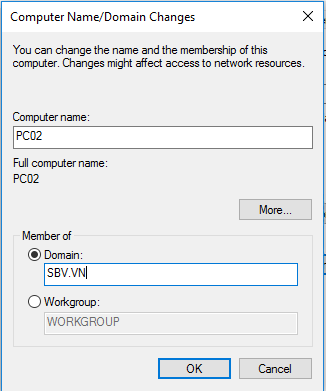 Computer Name/Domain Changes
You can change the name and the membership of this
computer. Changes might affect access to network resources.
Computer name:
PC02
Full computer name:
PC02
More...
Member of
Domain:
SBV.VN
Workgroup:
WORKGROUP
OK
Cancel